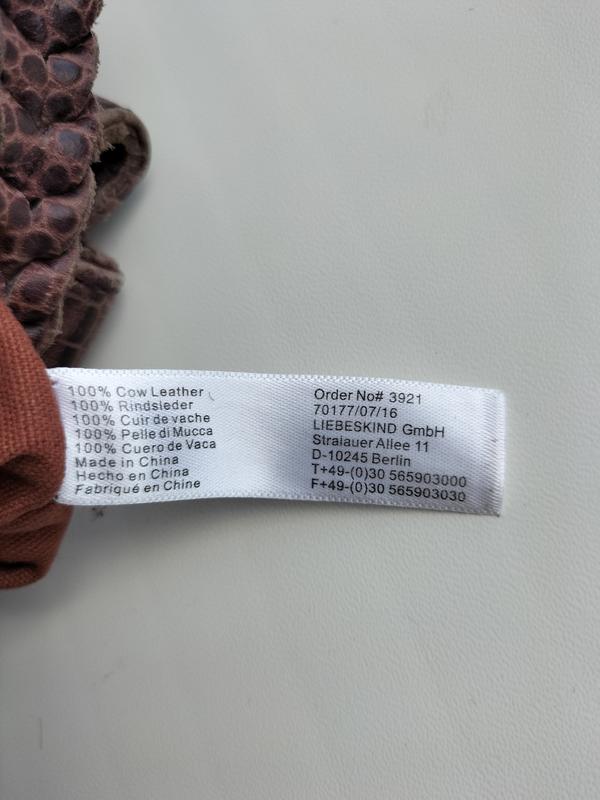 100% Cow Leather
100% Rindsleder
100% Cuir de vache
100% Pelle di Mucca
100% Cuero de Vaca
Made in China
Hecho en China
Fabriqué en Chine
Order No# 3921
70177/07/16
LIEBESKIND GmbH
Stralauer Allee 11
D-10245 Berlin
T+49-(0)30 565903000
F+49-(0)30 565903030